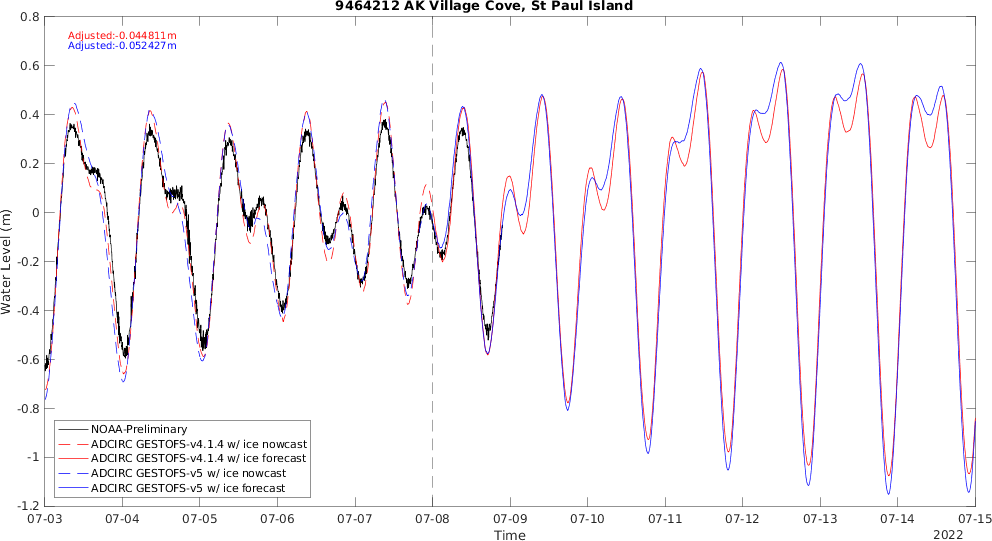 9464212 AK Village Cove, St Paul Island
Adjusted:-0.044811m
Adjusted:-0.052427m
0.8
0.6
0.4
0.2
0
-0.2
-0.4
-0.6
-0.8
-1
-1.2
Water Level (m)
NOAA-Preliminary
ADCIRC GESTOFS-v4.1.4 w/ ice nowcast
ADCIRC GESTOFS-v4.1.4 w/ ice forecast
ADCIRC GESTOFS-v5 w/ ice nowcast
ADCIRC GESTOFS-v5 w/ ice forecast
07-03 07-04 07-05 07-06 07-07 07-08 07-09 07-10 07-11 07-12 07-13 07-14 07-15
Time
2022